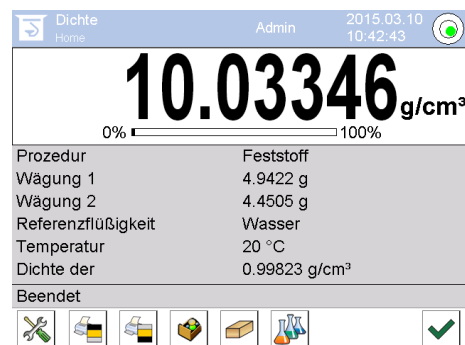 Dichte
Home
Admin
2015.03.10
10:42:43
10.03346 g/cm³
0% 100%
Prozedur Feststoff
Wägung 1 4.9422 g
Wägung 2 4.4505 g
Referenzflüßigkeit Wasser
Temperatur 20 °C
Dichte der 0.99823 g/cm³
Beendet